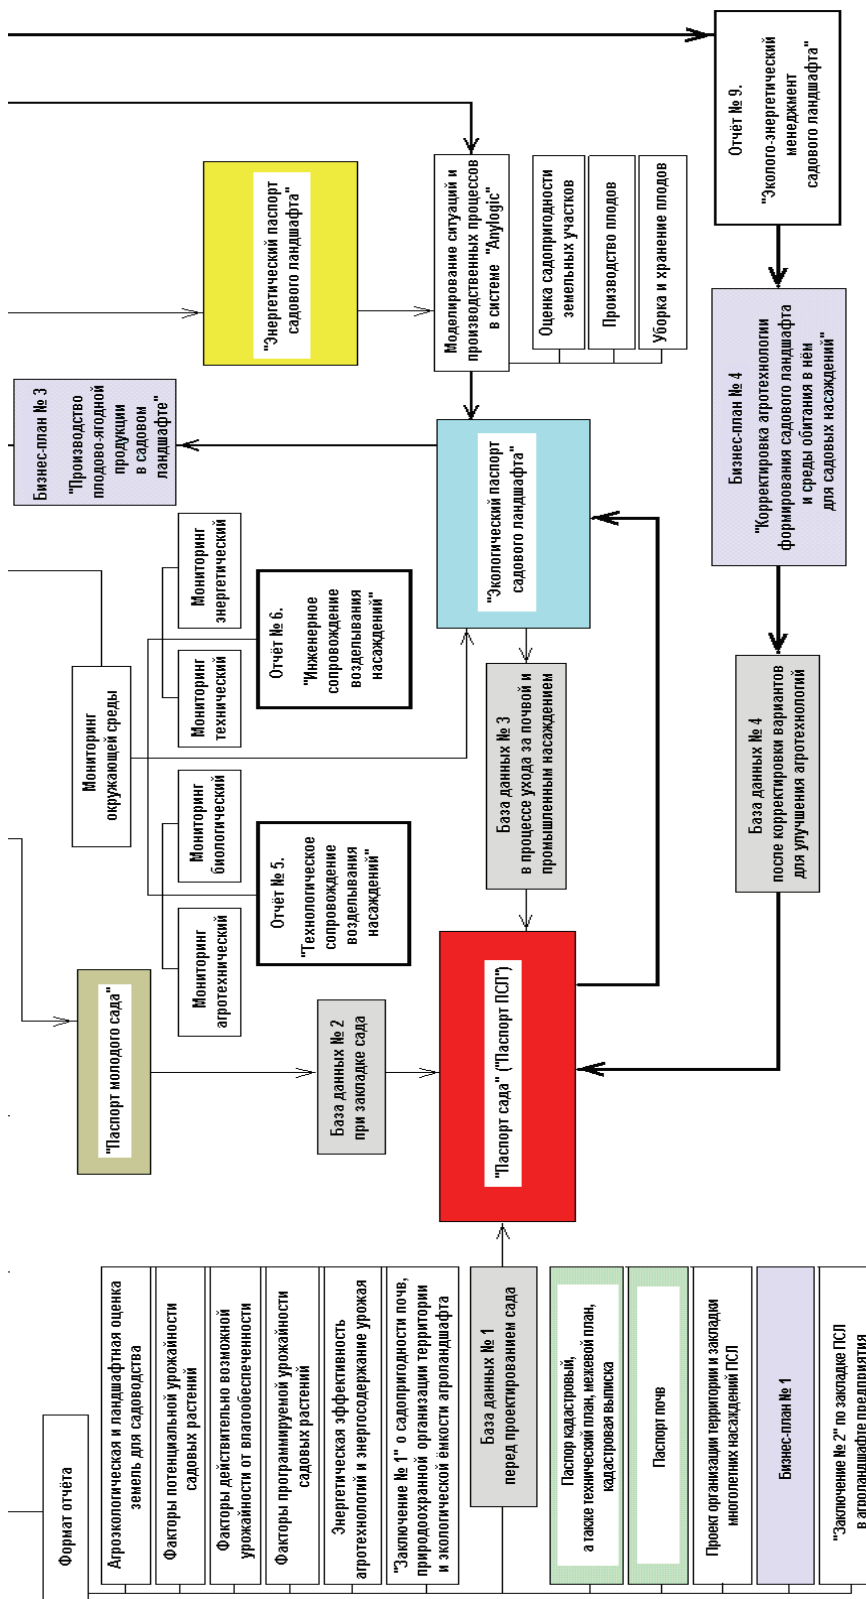 Формат отчёта
Агроэкологическая и ландшафтная оценка
земель для садоводства
Факторы потенциальной урожайности
садовых растений
Факторы действительно возможной
урожайности от влагообеспеченности
Факторы программируемой урожайности
садовых растений
Энергетическая эффективность
агротехнологий и энергосодержание урожая
"Заключение № 1" о садопригодности почв,
природоохранной организации территории
и экологической ёмкости агроландшафта
База данных № 1
перед проектированием сада
Паспор кадастровый,
а также технический план, межевой план,
кадастровая выписка
Паспорт почв
Проект организации территории и закладки
многолетних насаждений ПСЛ
Бизнес-план № 1
"Заключение № 2" по закладке ПСЛ
в агроландшафте предприятия
"Паспорт молодого сада"
База данных № 2
при закладке сада
"Паспорт сада" ("Паспорт ПСЛ")
Мониторинг
окружающей среды
Мониторинг
агротехнический
Мониторинг
биологический
Отчёт № 5.
"Технологическое
сопровождение
возделывания
насаждений"
Мониторинг
технический
Мониторинг
энергетический
Отчёт № 6.
"Инженерное
сопровождение
возделывания
насаждений"
База данных № 3
в процессе ухода за почвой и
промышленным насаждением
База данных № 4
после корректировки вариантов
для улучшения агротехнологий
Бизнес-план № 3
"Производство
плодово-ягодной
продукции
в садовом
ландшафте"
"Экологический паспорт
садового ландшафта"
Бизнес-план № 4
"Корректировка агротехнологии
формирования садового ландшафта
и среды обитания в нём
для садовых насаждений"
"Энергетический паспорт
садового ландшафта"
Моделирование ситуаций и
производственных процессов
в системе "Anylogic"
Оценка садопригодности
земельных участков
Производство плодов
Уборка и хранение плодов
Отчёт № 9.
"Эколого-энергетический
менеджмент
садового ландшафта"